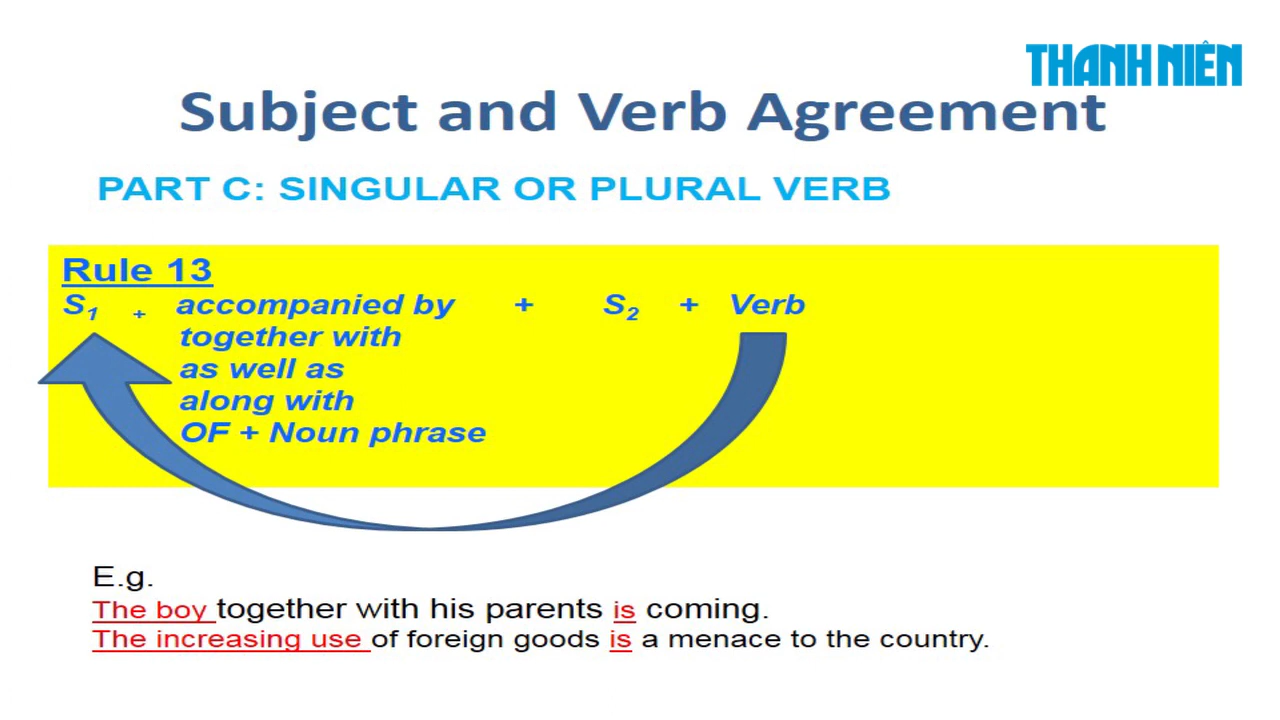 THANH NIÊN
Subject and Verb Agreement
PART C: SINGULAR OR PLURAL VERB
Rule 13
S1 + accompanied by + S2 + Verb
together with
as well as
along with
OF + Noun phrase
E.g.
The boy together with his parents is coming.
The increasing use of foreign goods is a menace to the country.